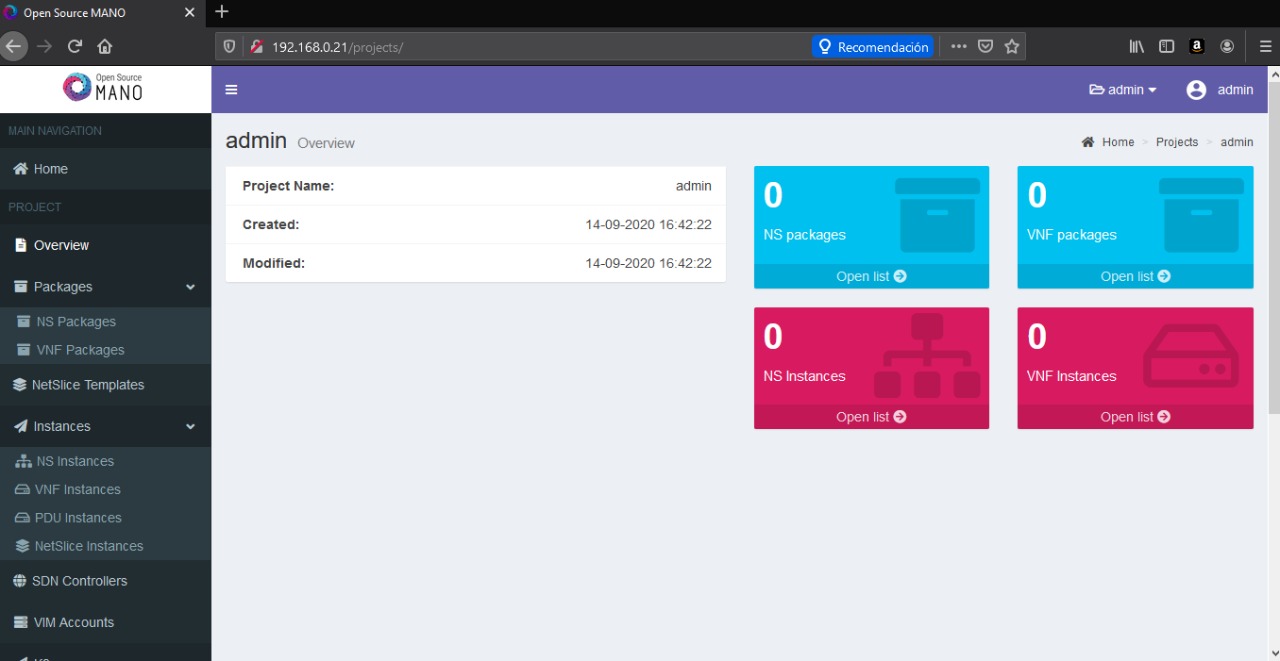 Open Source MANO
192.168.0.21/projects/
Recomendación
Open Source
MANO
admin
admin
MAIN NAVIGATION
Home
PROJECT
Overview
Packages
NS Packages
VNF Packages
NetSlice Templates
Instances
NS Instances
VNF Instances
PDU Instances
NetSlice Instances
SDN Controllers
VIM Accounts
admin Overview
Home > Projects > admin
Project Name: admin
Created: 14-09-2020 16:42:22
Modified: 14-09-2020 16:42:22
0
NS packages
Open list
0
VNF packages
Open list
0
NS Instances
Open list
0
VNF Instances
Open list